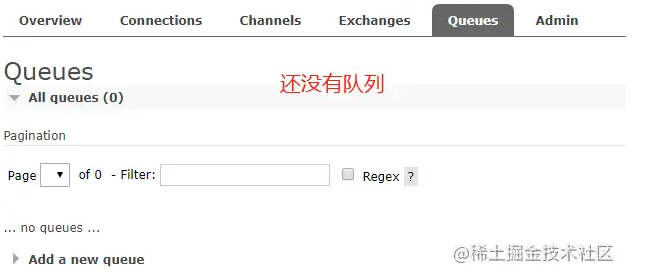 Overview Connections Channels Exchanges Queues Admin
Queues
还没有队列
All queues (0)
Pagination
Page of 0 - Filter: Regex ?
... no queues ...
Add a new queue
@稀土掘金技术社区